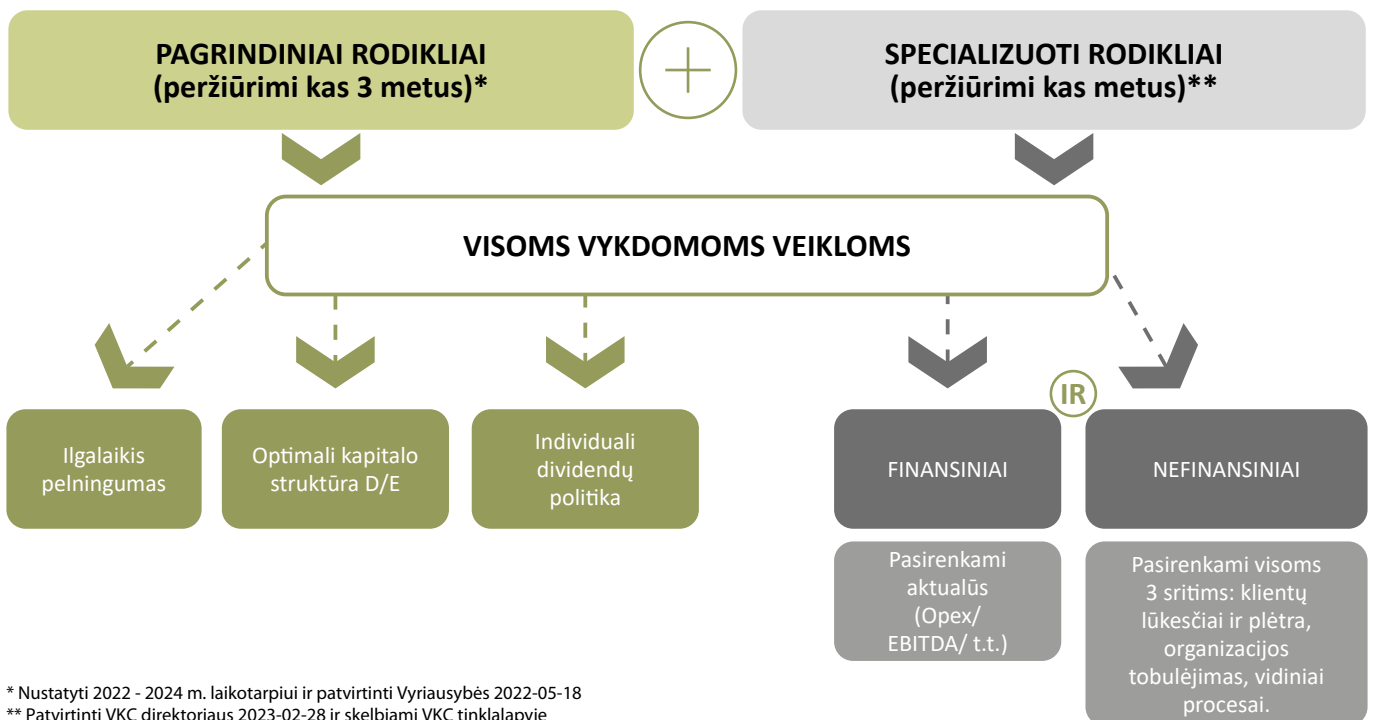 PAGRINDINIAI RODIKLIAI
(peržiūrimi kas 3 metus)*
SPECIALIZUOTI RODIKLIAI
(peržiūrimi kas metus)**
VISOMS VYKDOMOMS VEIKLOMS
Ilgalaikis
pelningumas
Optimali kapitalo
struktūra D/E
Individuali
dividendų
politika
FINANSINIAI
IR
NEFINANSINIAI
Pasirenkami
aktualūs
(Opex/
EBITDA/ t.t.)
Pasirenkami visoms
3 sritims: klientų
lūkesčiai ir plėtra,
organizacijos
tobulėjimas, vidiniai
procesai.
* Nustatyti 2022 - 2024 m. laikotarpiui ir patvirtinti Vyriausybės 2022-05-18
** Patvirtinti VKC direktoriaus 2023-02-28 ir skelbiami VKC tinklalapyje